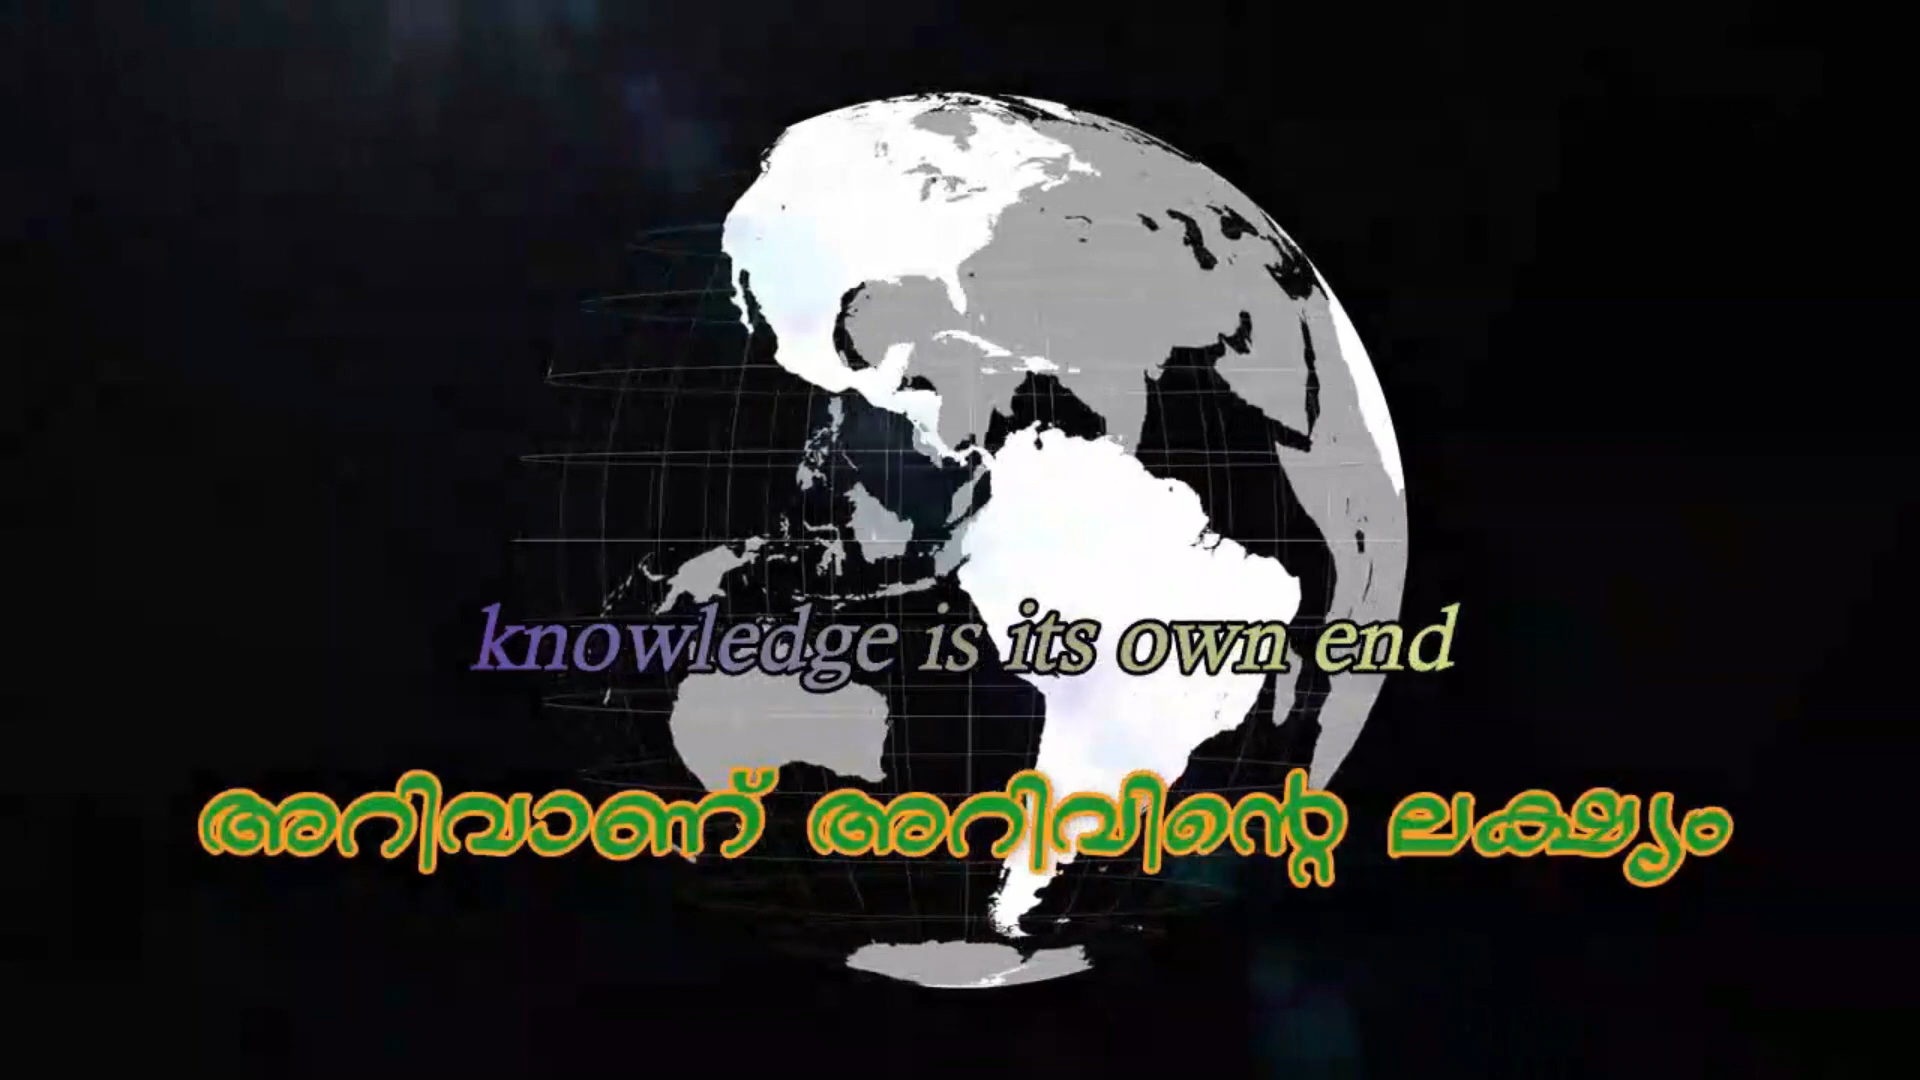 knowledge is its own end
അറിവാണ് അറിവിന്റെ ലക്ഷ്യം